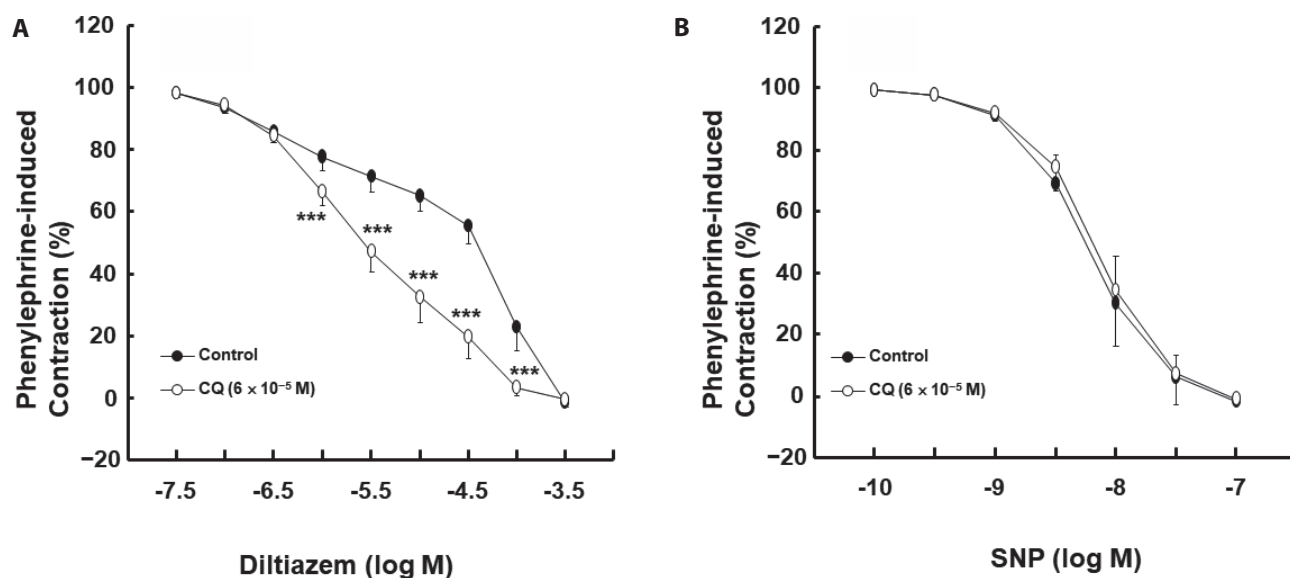 A
Phenylephrine-induced
Contraction (%)
120
100
80
60
40
20
0
−20
***
***
***
***
***
Control
CQ (6 × 10⁻⁵ M)
-7.5
-6.5
-5.5
-4.5
-3.5
Diltiazem (log M)
B
Phenylephrine-induced
Contraction (%)
120
100
80
60
40
20
0
−20
Control
CQ (6 × 10⁻⁵ M)
-10
-9
-8
-7
SNP (log M)